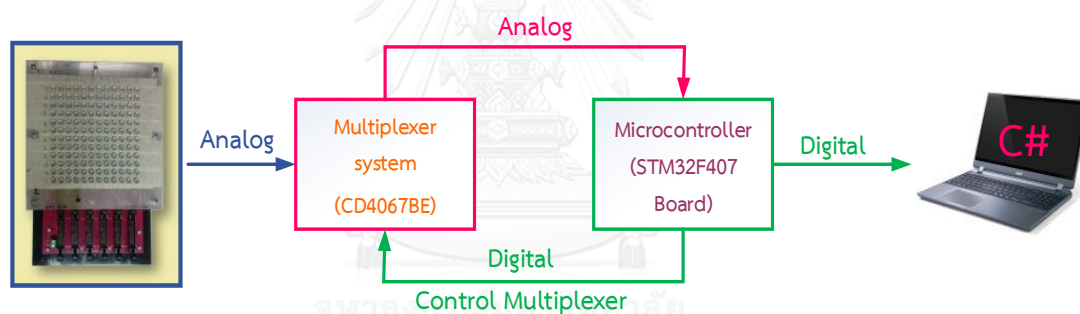 Analog
Analog
Multiplexer
system
(CD4067BE)
Microcontroller
(STM32F407
Board)
Digital
C#
Digital
Control Multiplexer